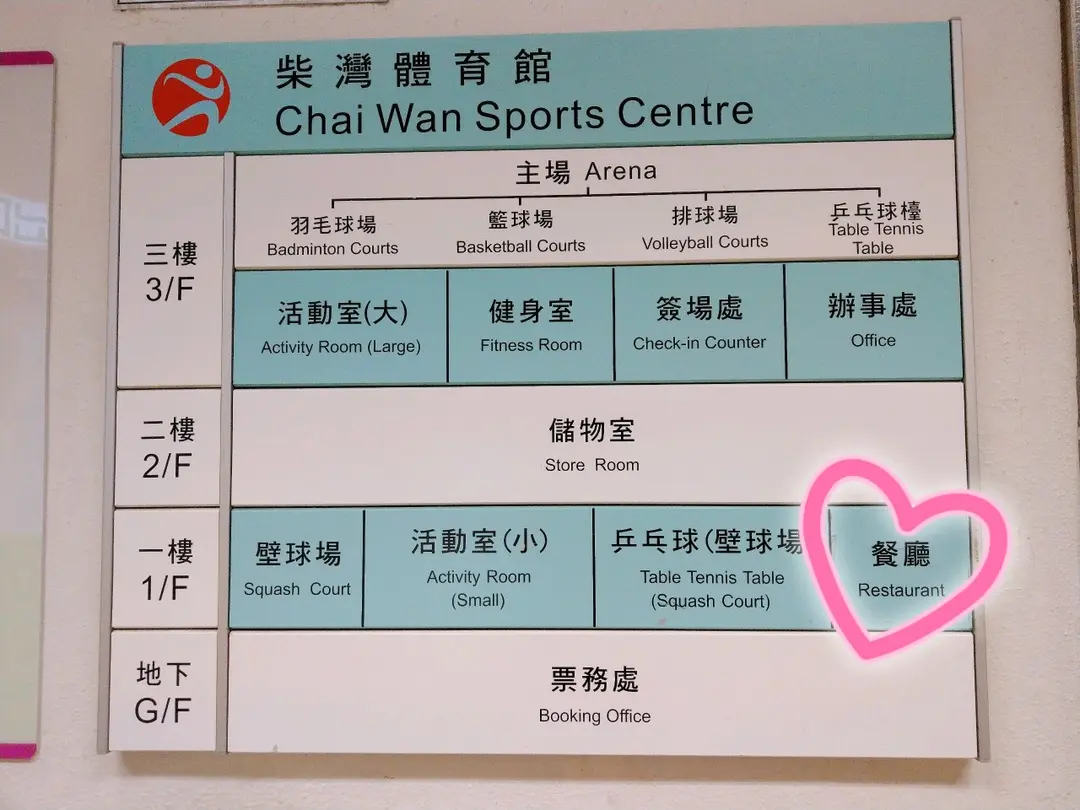 柴灣體育館
Chai Wan Sports Centre
三樓
3/F
主場 Arena
羽毛球場
Badminton Courts
籃球場
Basketball Courts
排球場
Volleyball Courts
乒乓球檯
Table Tennis
Table
活動室(大)
Activity Room (Large)
健身室
Fitness Room
簽場處
Check-in Counter
辦事處
Office
二樓
2/F
儲物室
Store Room
一樓
1/F
壁球場
Squash Court
活動室(小)
Activity Room
(Small)
乒乓球(壁球場
Table Tennis Table
(Squash Court)
餐廳
Restaurant
地下
G/F
票務處
Booking Office